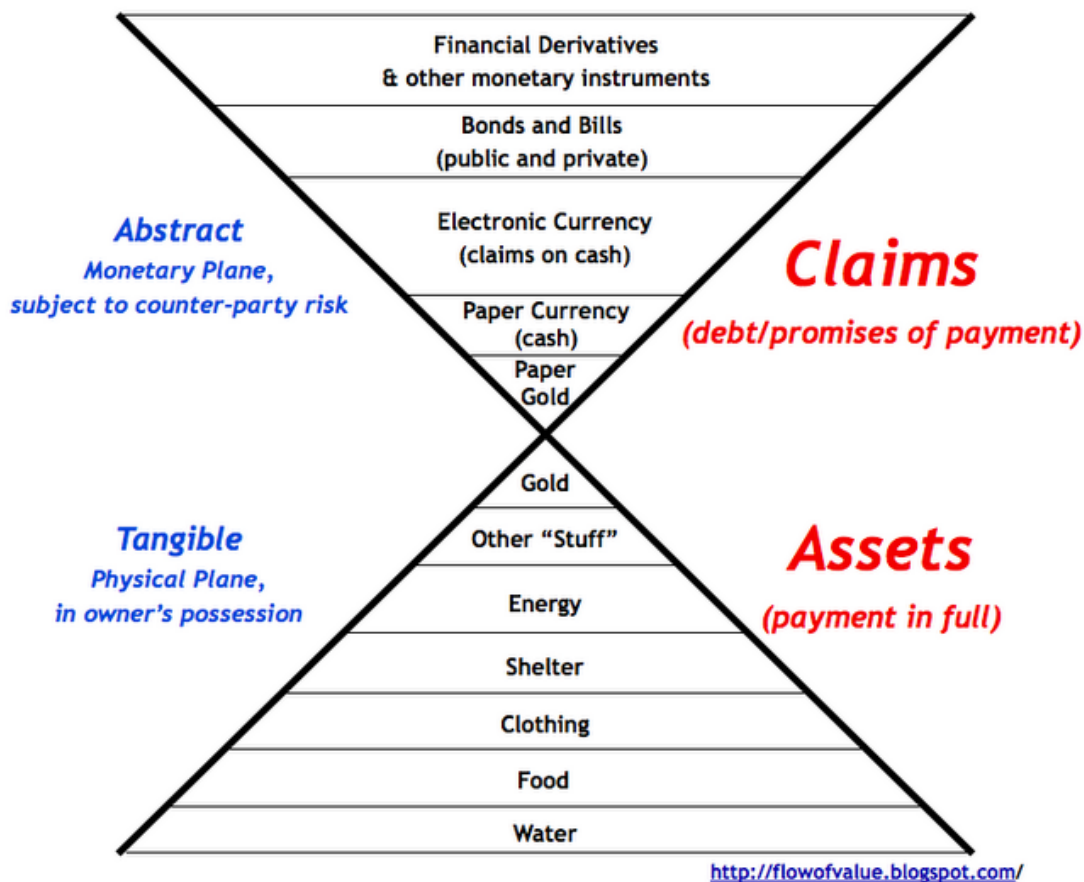 Financial Derivatives
& other monetary instruments
Bonds and Bills
(public and private)
Electronic Currency
(claims on cash)
Paper Currency
(cash)
Paper
Gold
Abstract
Monetary Plane,
subject to counter-party risk
Claims
(debt/promises of payment)
Gold
Other “Stuff”
Energy
Shelter
Clothing
Food
Water
Tangible
Physical Plane,
in owner’s possession
Assets
(payment in full)
http://flowofvalue.blogspot.com/